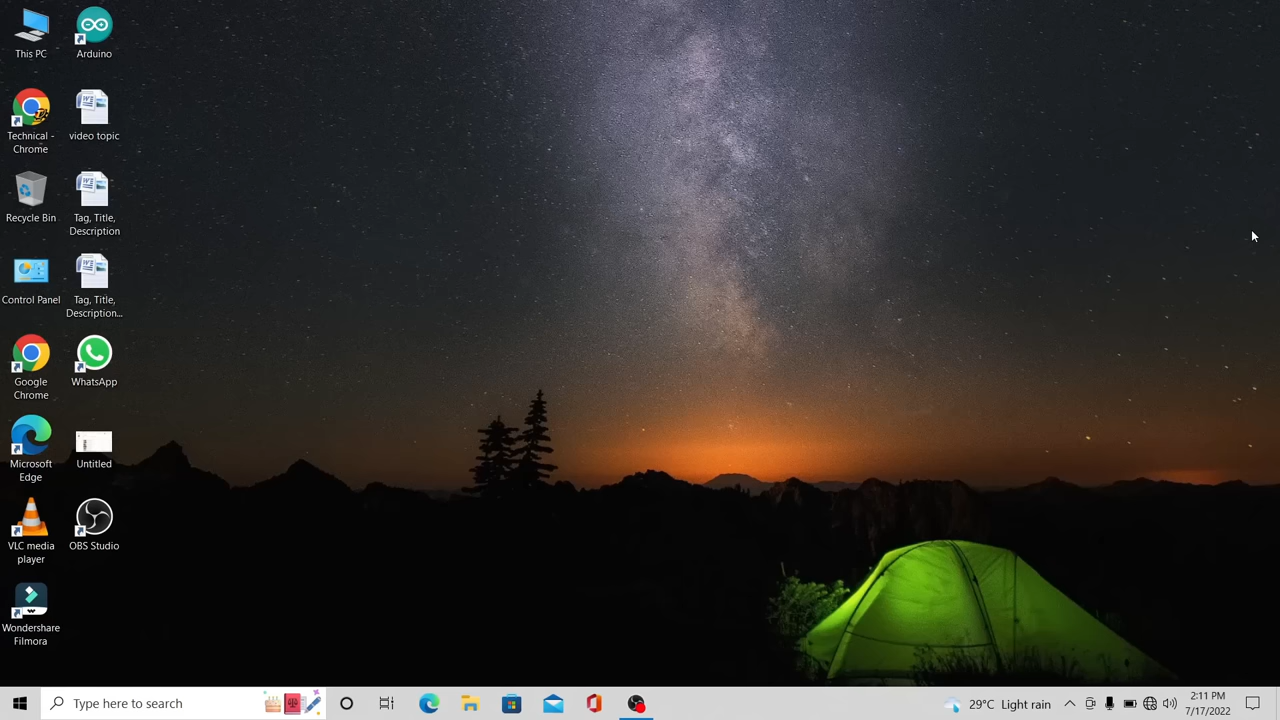 This PC
Arduino
Technical -
Chrome
video topic
Recycle Bin
Tag, Title,
Description
Control Panel
Tag, Title,
Description...
Google
Chrome
WhatsApp
Microsoft
Edge
Untitled
VLC media
player
OBS Studio
Wondershare
Filmora
Type here to search
29°C Light rain
2:11 PM
7/17/2022